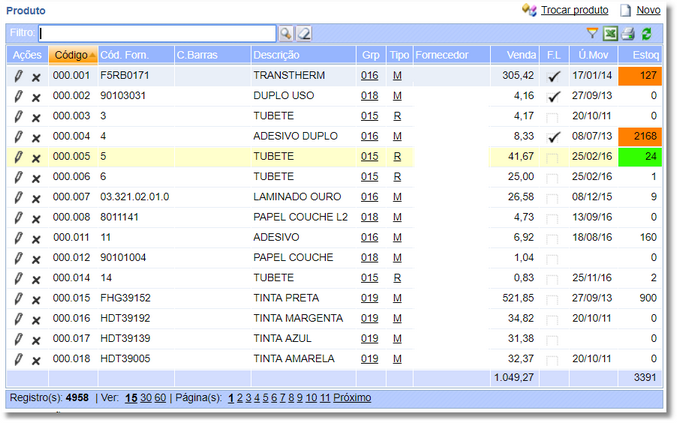 Produto Trocar produto Novo
Filtro:
Ações Código Cód. Forn. C.Barras Descrição Grp Tipo Fornecedor Venda F.L Ú.Mov Estoq
000.001 F5RB0171 TRANSTHERM 016 M 305,42 17/01/14 127
000.002 90103031 DUPLO USO 018 M 4,16 27/09/13 0
000.003 3 TUBETE 015 R 4,17 20/10/11 0
000.004 4 ADESIVO DUPLO 016 M 8,33 08/07/13 2168
000.005 5 TUBETE 015 R 41,67 25/02/16 24
000.006 6 TUBETE 015 R 25,00 25/02/16 1
000.007 03.321.02.01.0 LAMINADO OURO 016 M 26,58 08/12/15 9
000.008 8011141 PAPEL COUCHE L2 018 M 4,73 13/09/16 0
000.011 11 ADESIVO 016 M 6,92 18/08/16 160
000.012 90101004 PAPEL COUCHE 018 M 1,04 0
000.014 14 TUBETE 015 R 0,83 25/11/16 2
000.015 FHG39152 TINTA PRETA 019 M 521,85 27/09/13 900
000.016 HDT39192 TINTA MARGENTA 019 M 34,82 20/10/11 0
000.017 HDT39139 TINTA AZUL 019 M 31,38 0
000.018 HDT39005 TINTA AMARELA 019 M 32,37 20/10/11 0
1.049,27 3391
Registro(s): 4958 | Ver: 15 30 60 | Página(s): 1 2 3 4 5 6 7 8 9 10 11 Próximo